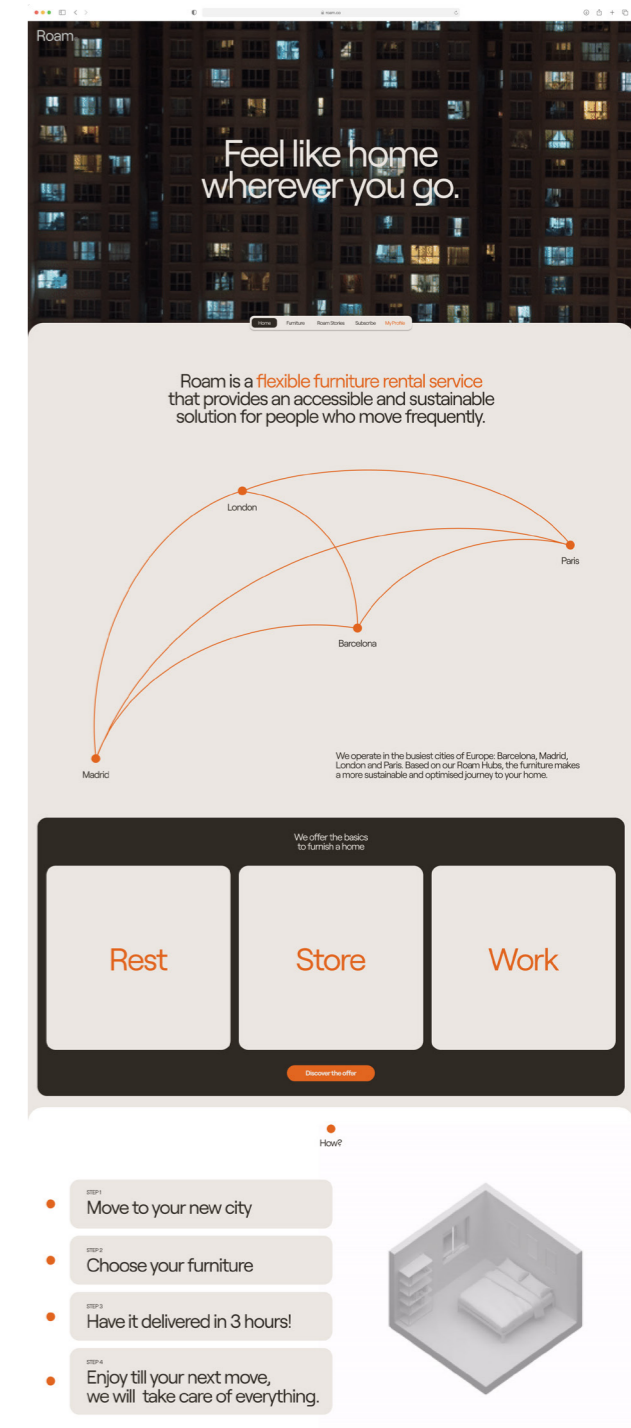 roam.co
Roam
Feel like home
wherever you go.
Home Furniture Roam Stories Subscribe My Profile
Roam is a flexible furniture rental service
that provides an accessible and sustainable
solution for people who move frequently.
London
Paris
Barcelona
Madrid
We operate in the busiest cities of Europe: Barcelona, Madrid,
London and Paris. Based on our Roam Hubs, the furniture makes
a more sustainable and optimised journey to your home.
We offer the basics
to furnish a home
Rest
Store
Work
Discover the offer
How?
STEP 1
Move to your new city
STEP 2
Choose your furniture
STEP 3
Have it delivered in 3 hours!
STEP 4
Enjoy till your next move,
we will take care of everything.